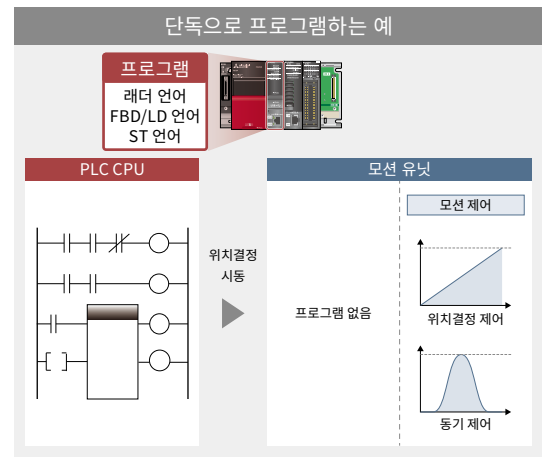 단독으로 프로그램하는 예
프로그램
래더 언어
FBD/LD 언어
ST 언어
PLC CPU
모션 유닛
위치결정
시동
프로그램 없음
모션 제어
위치결정 제어
동기 제어